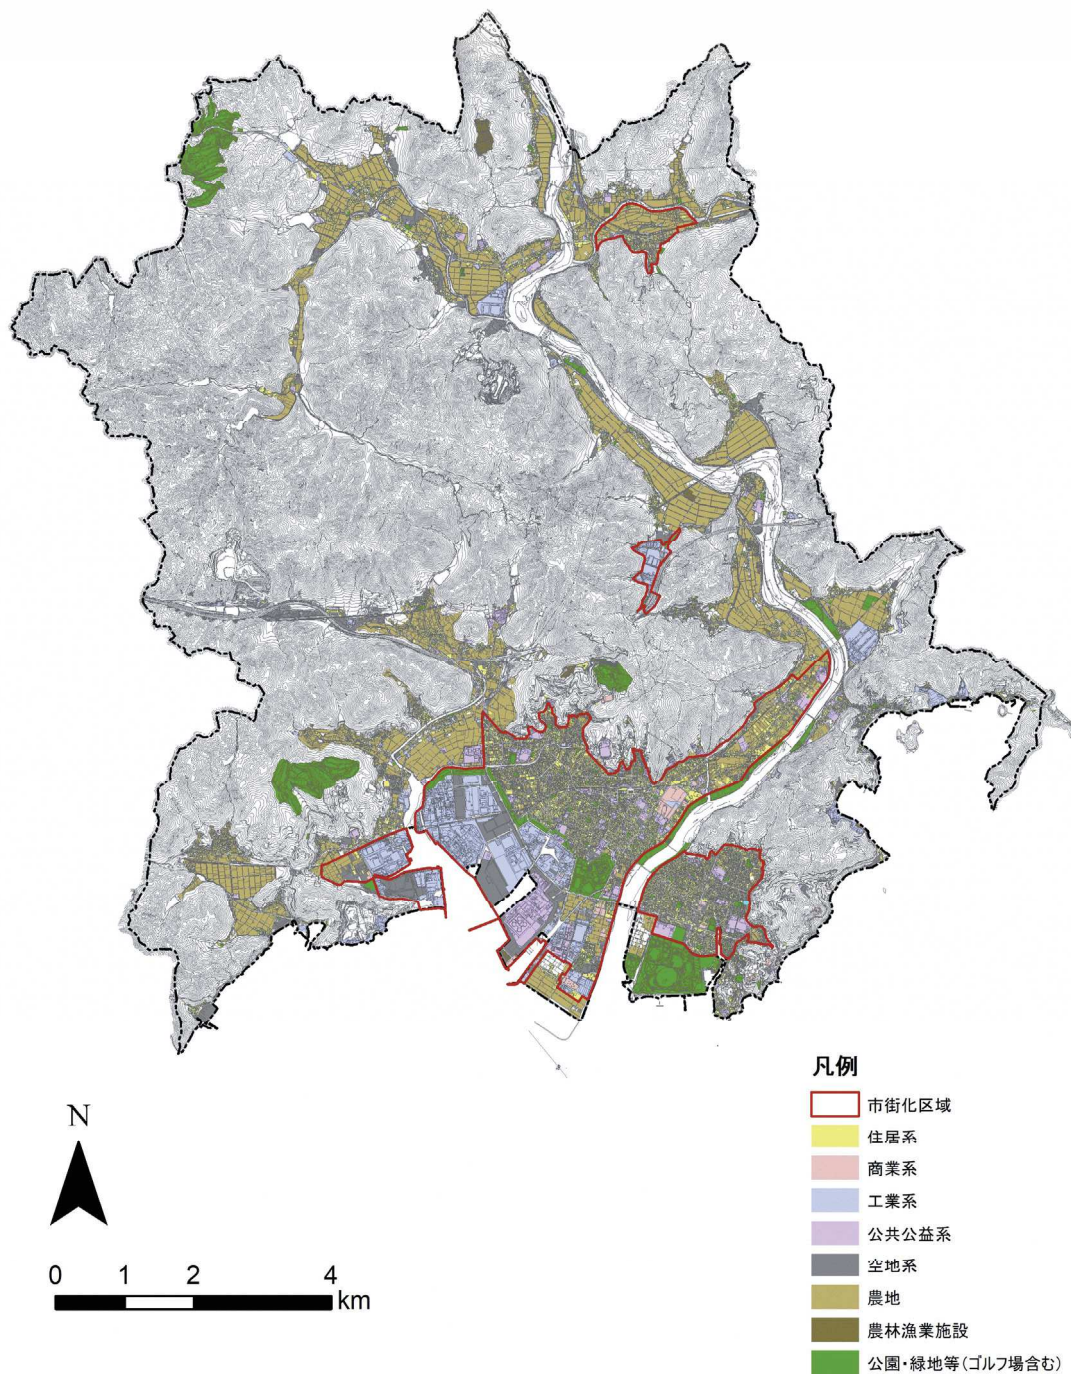 凡例
市街化区域
住居系
商業系
工業系
公共公益系
空地系
農地
農林漁業施設
公園・緑地等(ゴルフ場含む)
N
0 1 2 4
km